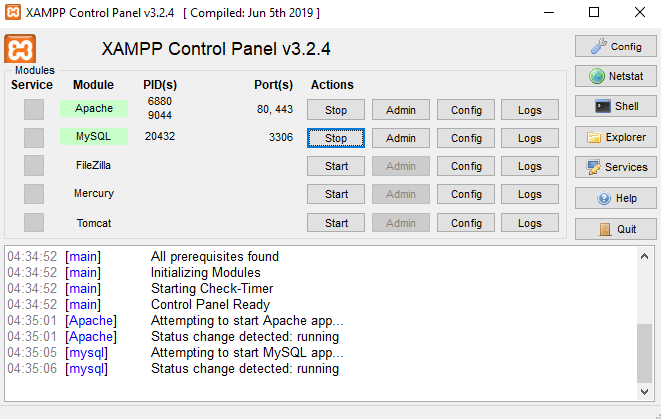 XAMPP Control Panel v3.2.4 [ Compiled: Jun 5th 2019 ]
XAMPP Control Panel v3.2.4
Config
Modules
Service Module PID(s) Port(s) Actions
Netstat
Apache 6880 9044 80, 443 Stop Admin Config Logs
Shell
MySQL 20432 3306 Stop Admin Config Logs
Explorer
FileZilla Start Admin Config Logs
Services
Mercury Start Admin Config Logs
Help
Tomcat Start Admin Config Logs
Quit
04:34:52 [main] All prerequisites found
04:34:52 [main] Initializing Modules
04:34:52 [main] Starting Check-Timer
04:34:52 [main] Control Panel Ready
04:35:01 [Apache] Attempting to start Apache app...
04:35:01 [Apache] Status change detected: running
04:35:05 [mysql] Attempting to start MySQL app...
04:35:06 [mysql] Status change detected: running